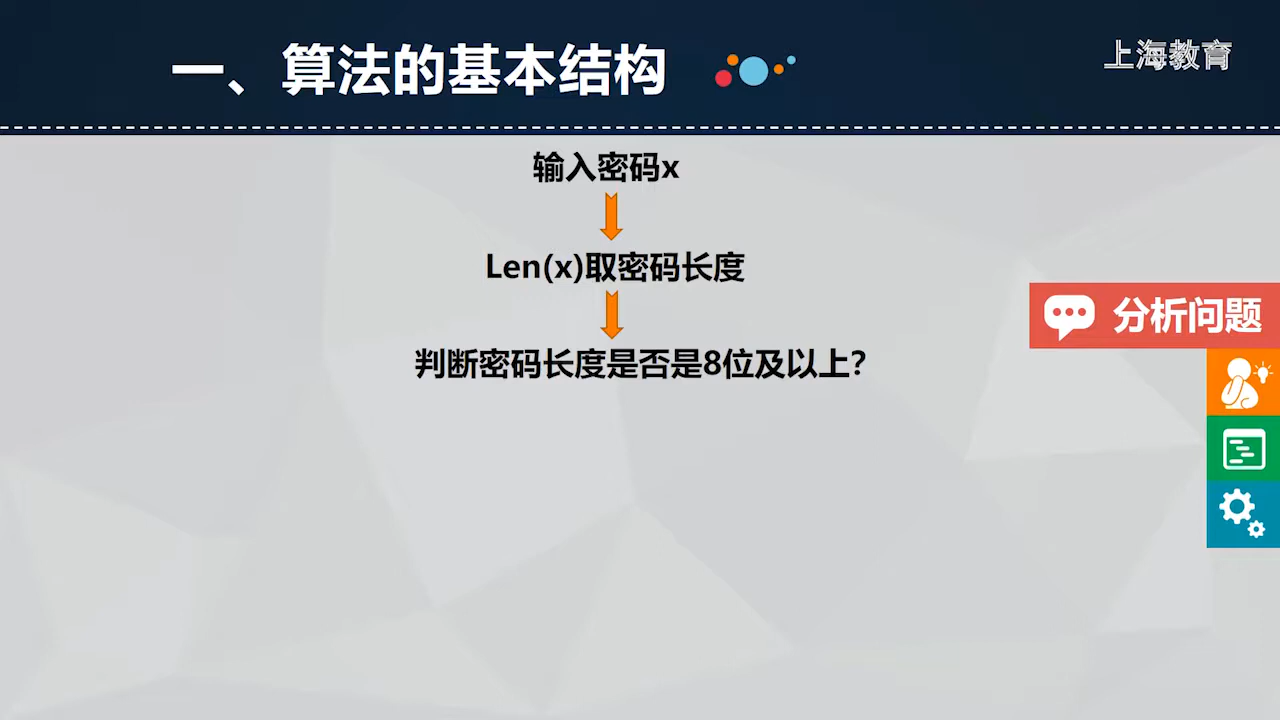 一、算法的基本结构
上海教育
输入密码x
Len(x)取密码长度
判断密码长度是否是8位及以上?
分析问题